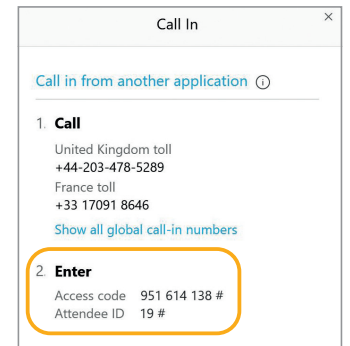 Call In
Call in from another application
1. Call
United Kingdom toll
+44-203-478-5289
France toll
+33 17091 8646
Show all global call-in numbers
2. Enter
Access code 951 614 138 #
Attendee ID 19 #